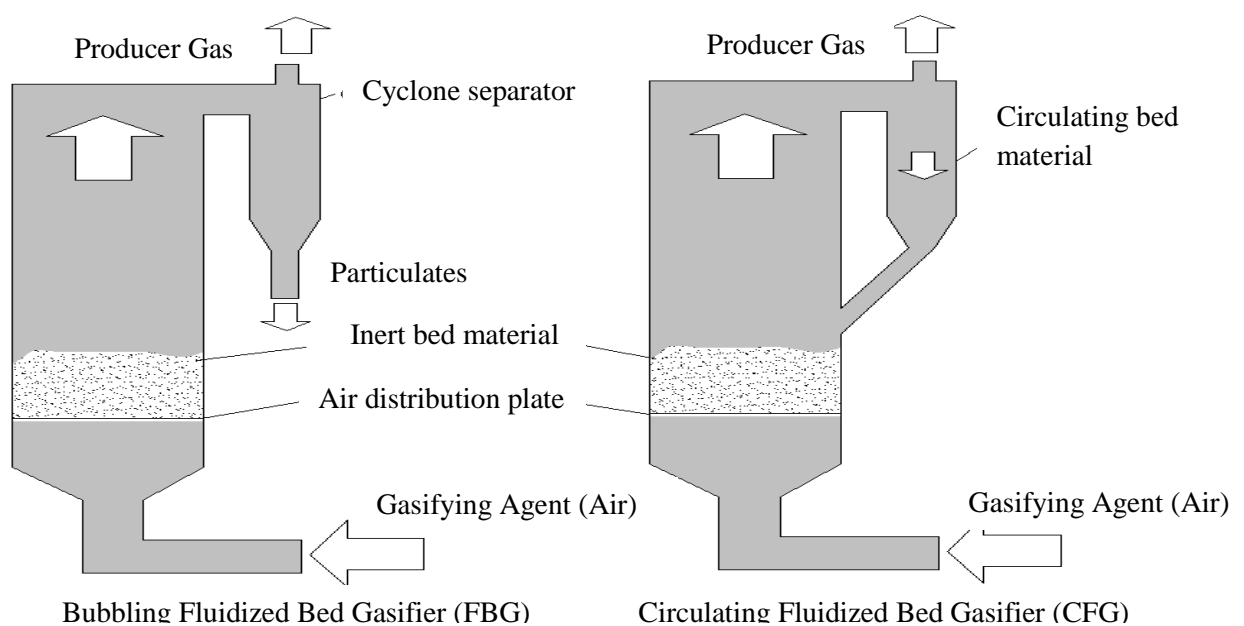 Producer Gas
Cyclone separator
Particulates
Inert bed material
Air distribution plate
Gasifying Agent (Air)
Bubbling Fluidized Bed Gasifier (FBG)
Producer Gas
Circulating bed
material
Gasifying Agent (Air)
Circulating Fluidized Bed Gasifier (CFG)